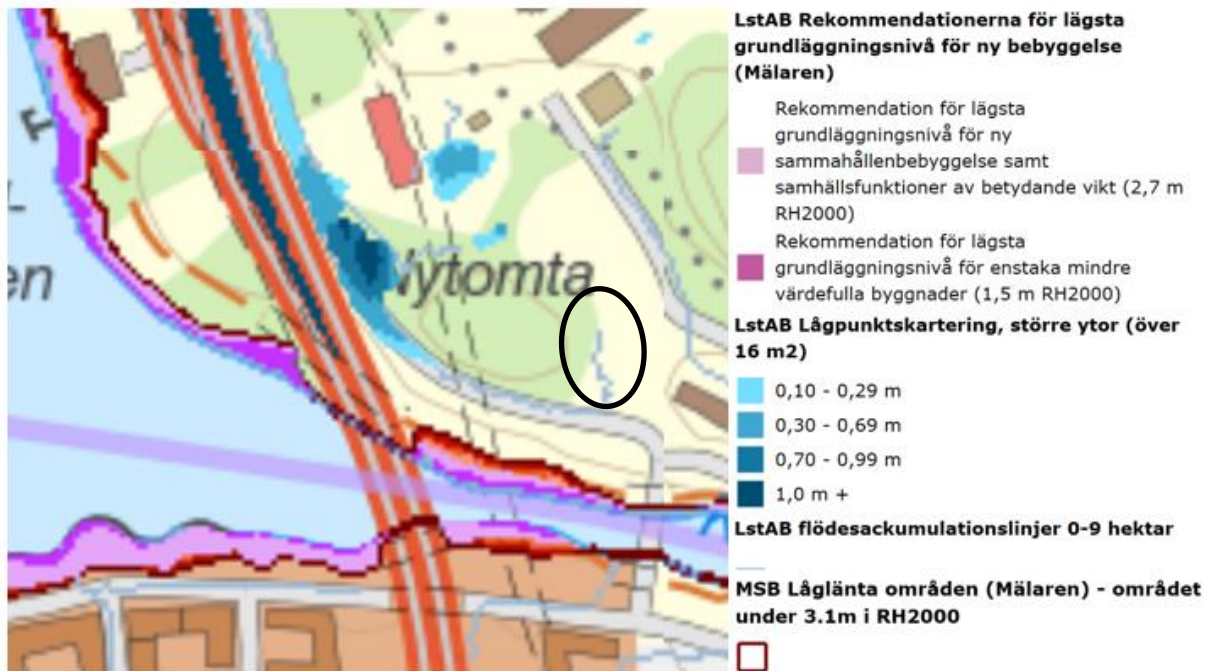 en
Nytomta
LstAB Rekommendationerna för lägsta
grundläggningsnivå för ny bebyggelse
(Mälaren)
Rekommendation för lägsta
grundläggningsnivå för ny
sammahållenbebyggelse samt
samhällsfunktioner av betydande vikt (2,7 m
RH2000)
Rekommendation för lägsta
grundläggningsnivå för enstaka mindre
värdefulla byggnader (1,5 m RH2000)
LstAB Lågpunktskartering, större ytor (över
16 m2)
0,10 - 0,29 m
0,30 - 0,69 m
0,70 - 0,99 m
1,0 m +
LstAB flödesackumulationslinjer 0-9 hektar
MSB Låglänta områden (Mälaren) - området
under 3.1m i RH2000